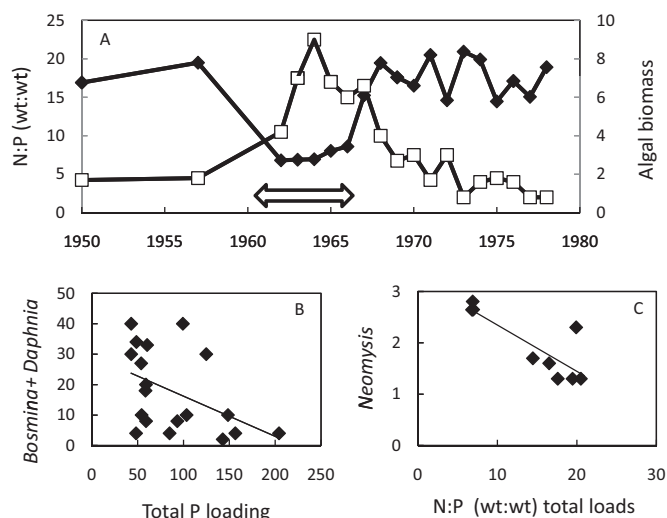 A
25
20
15
10
5
0
N:P (wt:wt)
10
8
6
4
2
0
Algal biomass
1950 1955 1960 1965 1970 1975 1980
B
50
40
30
20
10
0
Bosmina+ Daphnia
0 50 100 150 200 250
Total P loading
C
3
2
1
0
Neomysis
0 10 20 30
N:P (wt:wt) total loads